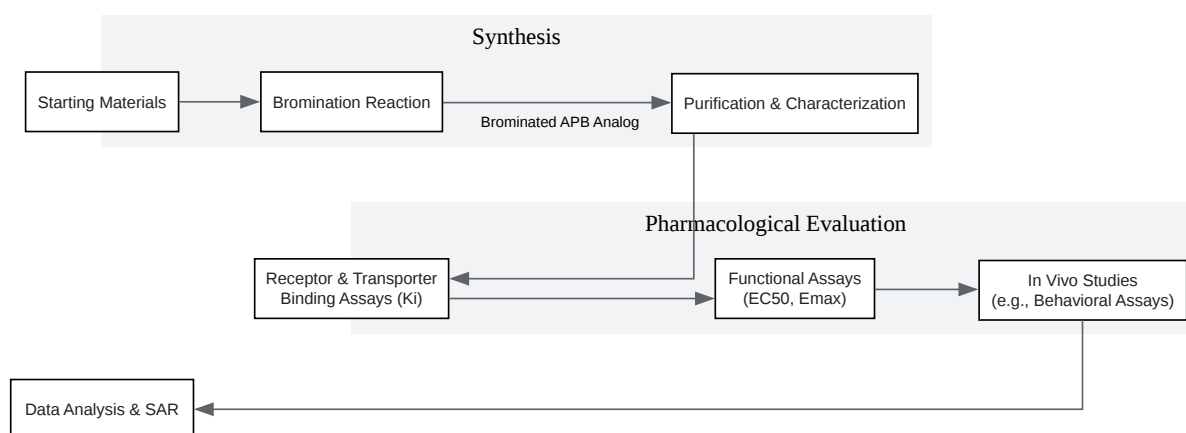 Synthesis
Starting Materials
Bromination Reaction
Brominated APB Analog
Purification & Characterization
Pharmacological Evaluation
Receptor & Transporter
Binding Assays (Ki)
Functional Assays
(EC50, Emax)
In Vivo Studies
(e.g., Behavioral Assays)
Data Analysis & SAR